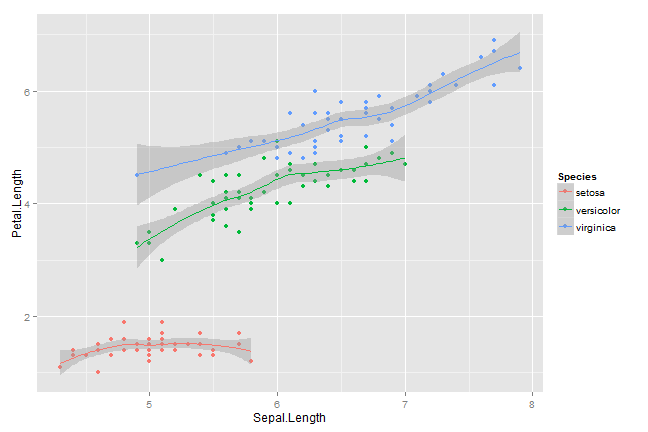 6
4
2
Petal.Length
5 6 7 8
Sepal.Length
Species
setosa
versicolor
virginica